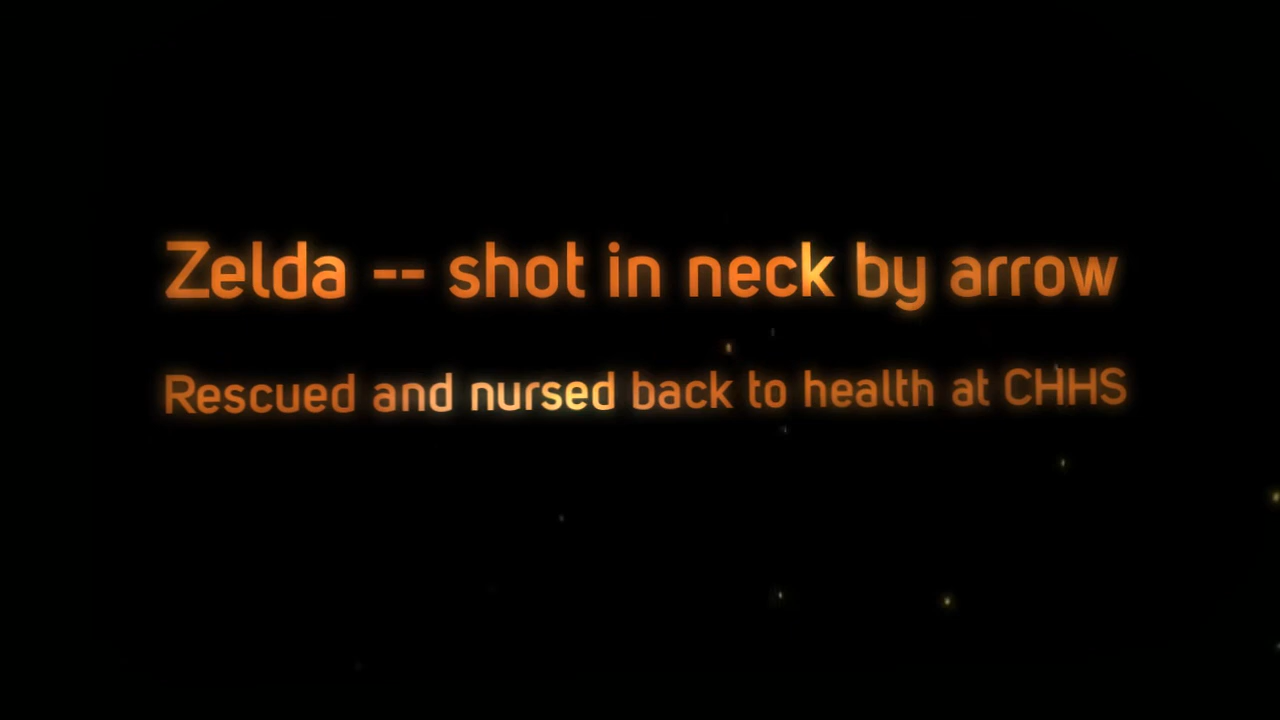 Zelda -- shot in neck by arrow
Rescued and nursed back to health at CHHS